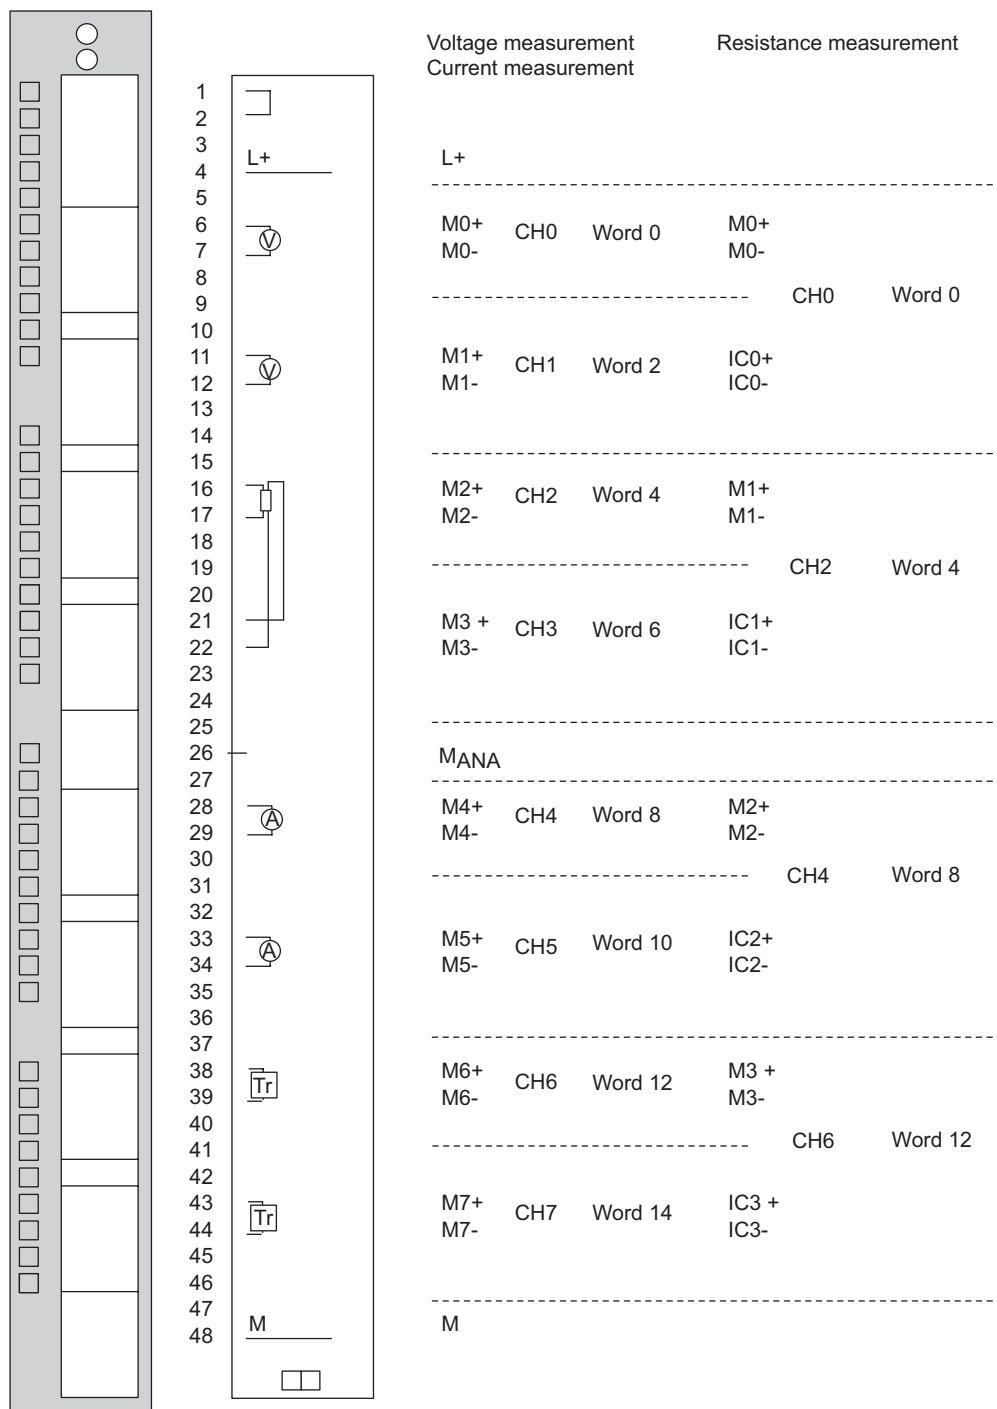 Voltage measurement Resistance measurement
Current measurement
1
2
3
L+ L+
4
5
6 M0+ CH0 Word 0 M0+
V
7 M0- M0-
8
9 CH0 Word 0
10
11 M1+ CH1 Word 2 IC0+
V
12 M1- IC0-
13
14
15
16 M2+ CH2 Word 4 M1+
17 M2- M1-
18
19 CH2 Word 4
20
21 M3 + CH3 Word 6 IC1+
22 M3- IC1-
23
24
25
26 MANA
27
28 M4+ CH4 Word 8 M2+
A
29 M4- M2-
30
31 CH4 Word 8
32
33 M5+ CH5 Word 10 IC2+
A
34 M5- IC2-
35
36
37
38 M6+ CH6 Word 12 M3 +
Tr
39 M6- M3-
40
41 CH6 Word 12
42
43 M7+ CH7 Word 14 IC3 +
Tr
44 M7- IC3-
45
46
47
M M
48